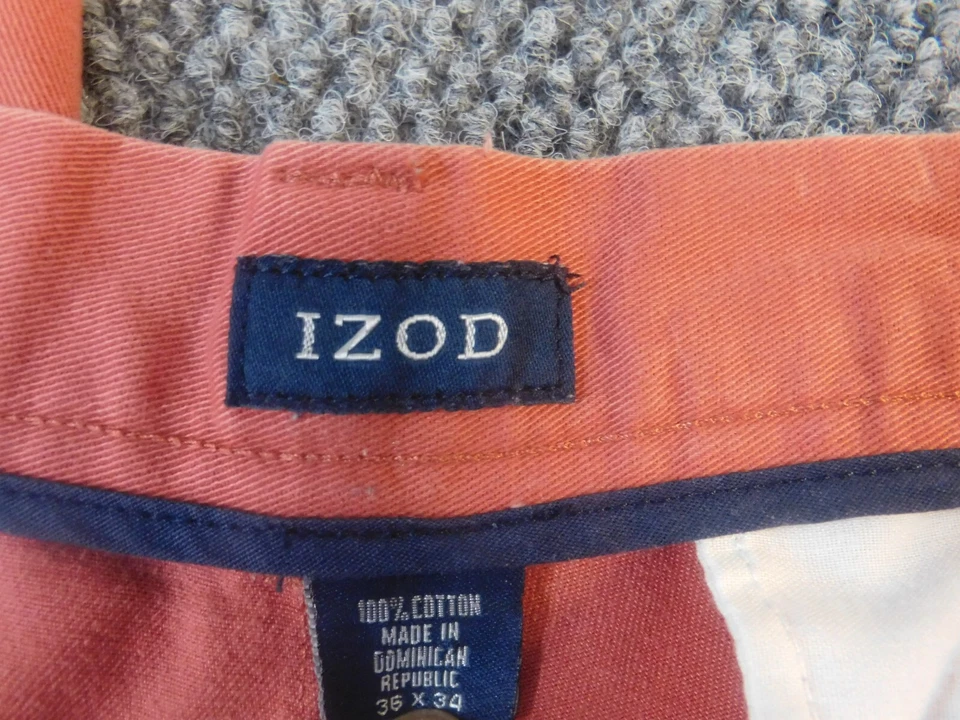 IZOD
100% COTTON
MADE IN
DOMINICAN
REPUBLIC
36 X 34